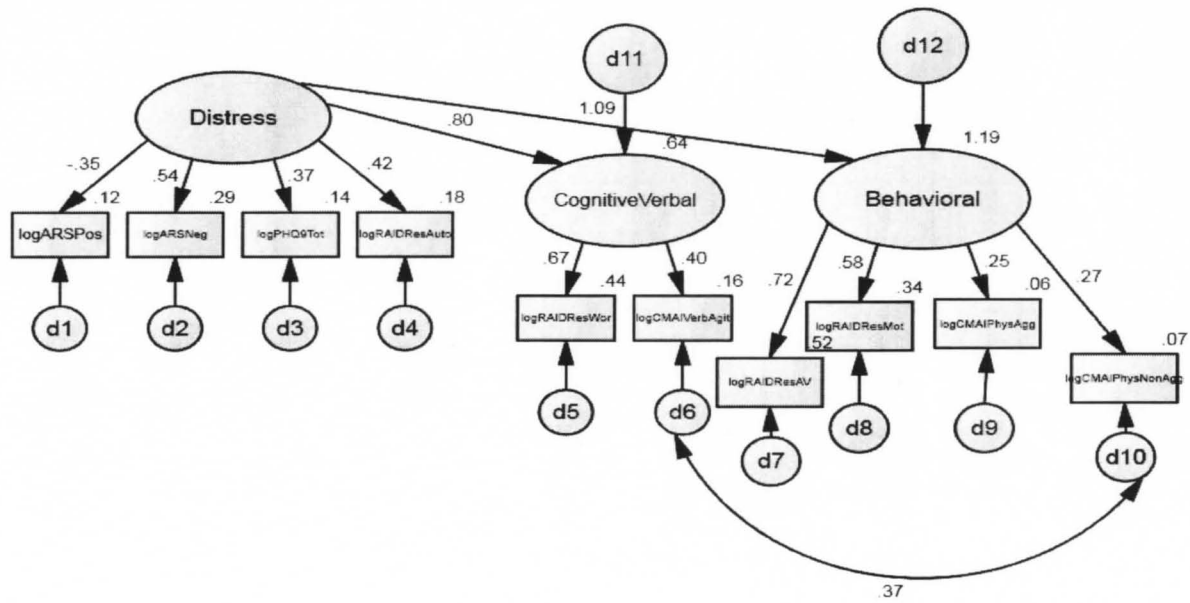 d11
d12
Distress
1.09
.80
.64
1.19
CognitiveVerbal
Behavioral
-.35
.54
.37
.42
.12
.29
.14
.18
logARSPos
logARSNeg
logPHQ9Tot
logRAIDResAuto
.67
.40
.72
.58
.25
.27
.44
.16
.34
.06
.07
logRAIDResWor
logCMAIVerbAgit
logRAIDResMot
logCMAIPhysAgg
.52
logRAIDResAV
logCMAIPhysNonAgg
d1
d2
d3
d4
d5
d6
d7
d8
d9
d10
.37